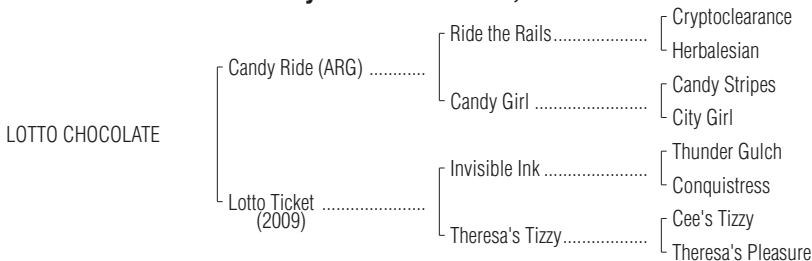 Cryptoclearance
Ride the Rails
Herbalesian
Candy Ride (ARG)
Candy Stripes
Candy Girl
City Girl
LOTTO CHOCOLATE
Thunder Gulch
Invisible Ink
Conquistress
Lotto Ticket
(2009)
Cee's Tizzy
Theresa's Tizzy
Theresa's Pleasure